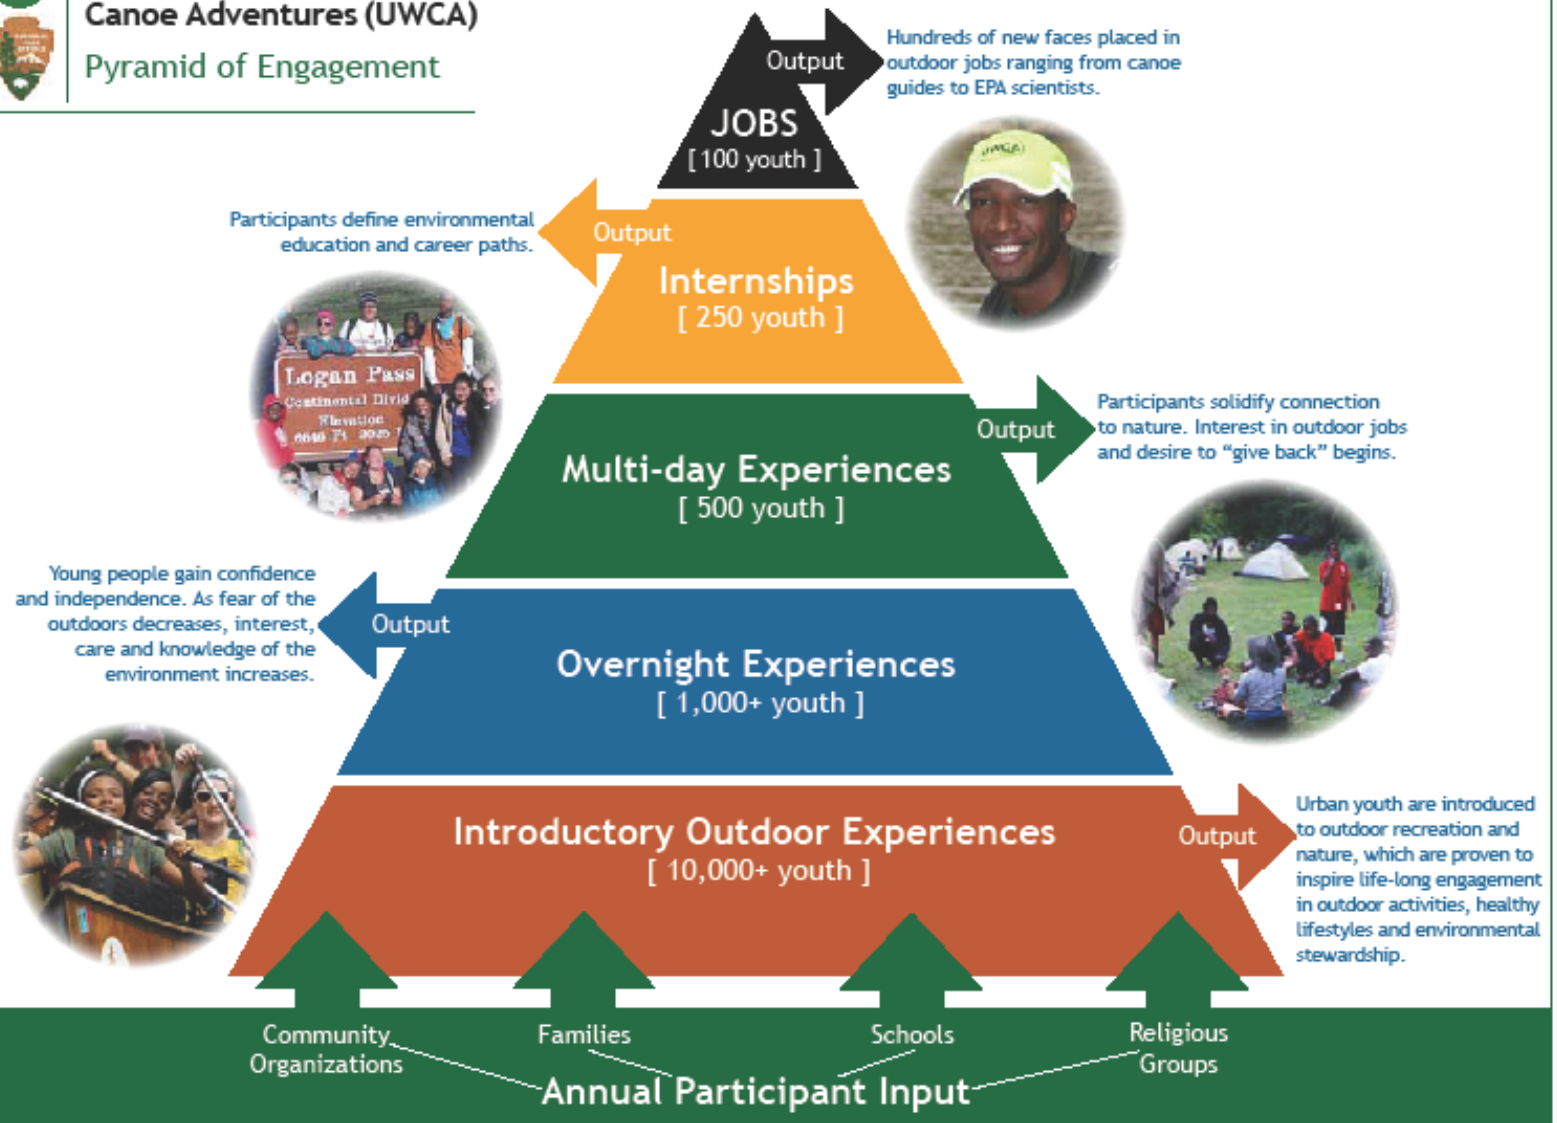 Canoe Adventures (UWCA)
Pyramid of Engagement
Output
Hundreds of new faces placed in
outdoor jobs ranging from canoe
guides to EPA scientists.
JOBS
[ 100 youth ]
UWCA
Participants define environmental
education and career paths.
Output
Internships
[ 250 youth ]
Logan Pass
Continental Divid
Elevation
6646 Ft 2025
Output
Participants solidify connection
to nature. Interest in outdoor jobs
and desire to “give back” begins.
Multi-day Experiences
[ 500 youth ]
Young people gain confidence
and independence. As fear of the
outdoors decreases, interest,
care and knowledge of the
environment increases.
Output
Overnight Experiences
[ 1,000+ youth ]
Introductory Outdoor Experiences
[ 10,000+ youth ]
Output
Urban youth are introduced
to outdoor recreation and
nature, which are proven to
inspire life-long engagement
in outdoor activities, healthy
lifestyles and environmental
stewardship.
Community
Organizations
Families
Schools
Religious
Groups
Annual Participant Input